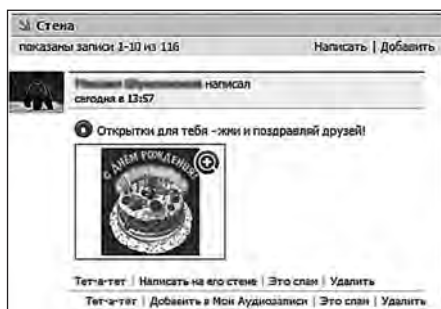 Стена
показаны записи 1-10 из 116
Написать | Добавить
написал
сегодня в 13:57
Открытки для тебя -жми и поздравляй друзей!
С ДНЁМ РОЖДЕНИЯ!
Тет-а-тет | Написать на его стене | Это спам | Удалить
Тет-а-тет | Добавить в Мои Аудиозаписи | Это спам | Удалить